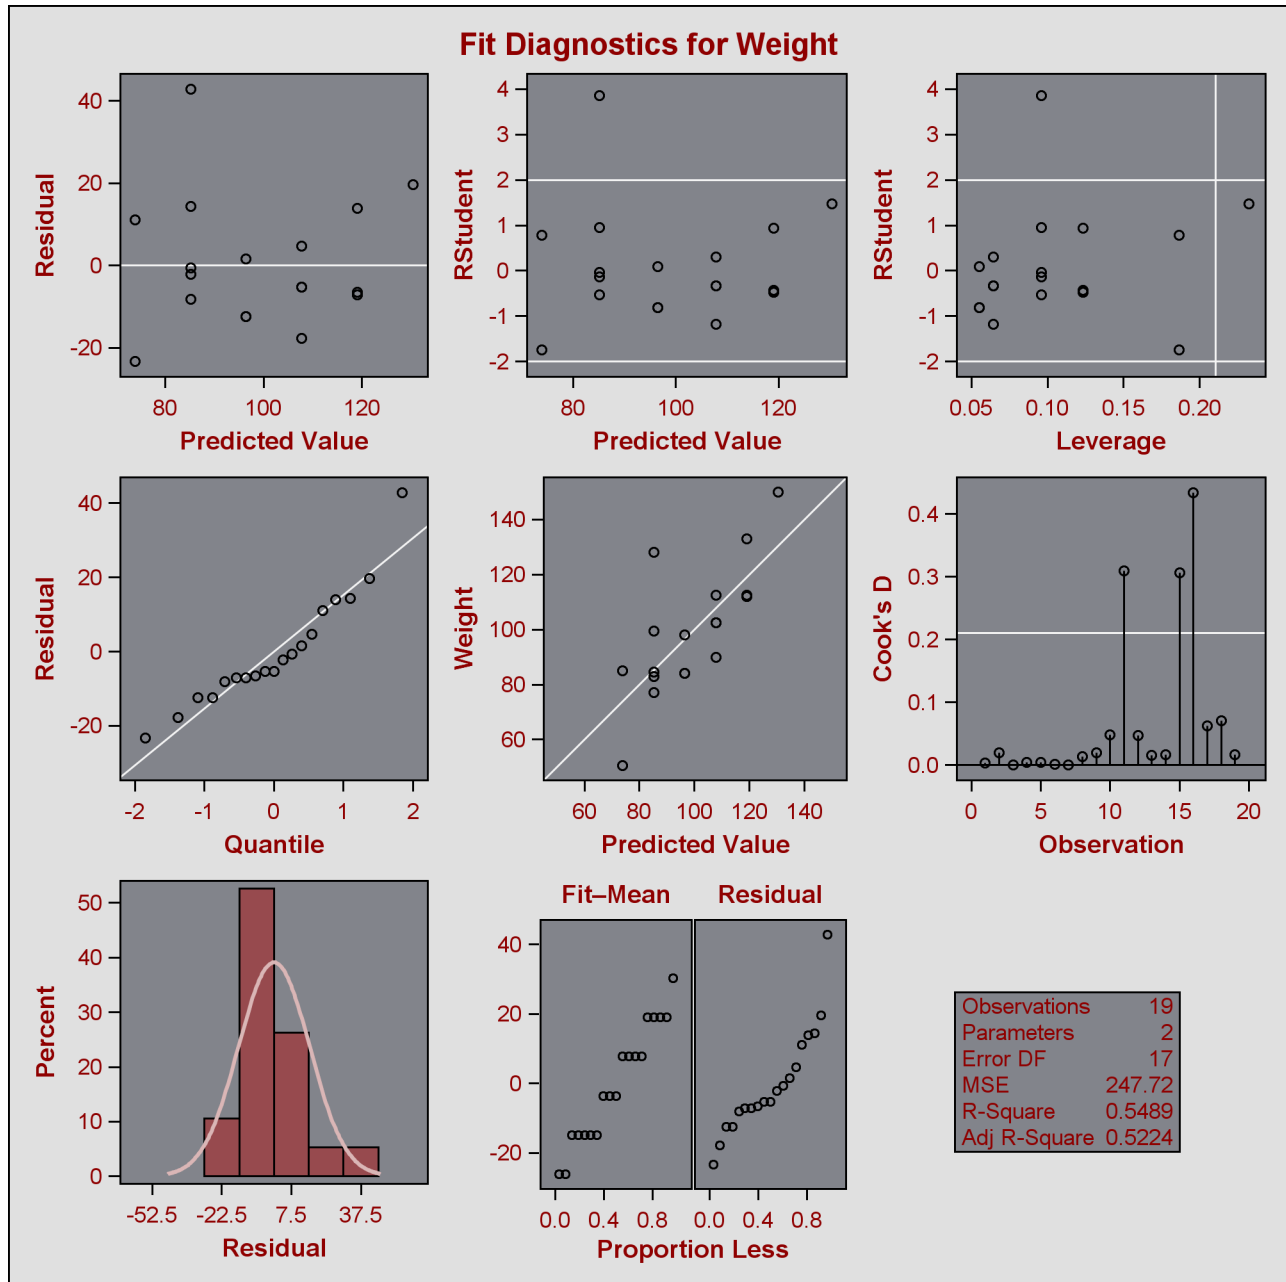 Fit Diagnostics for Weight
40
20
0
-20
Residual
80 100 120
Predicted Value
4
3
2
1
0
-1
-2
RStudent
80 100 120
Predicted Value
4
3
2
1
0
-1
-2
RStudent
0.05 0.10 0.15 0.20
Leverage
40
20
0
-20
Residual
-2 -1 0 1 2
Quantile
140
120
100
80
60
Weight
60 80 100 120 140
Predicted Value
0.4
0.3
0.2
0.1
0.0
Cook's D
0 5 10 15 20
Observation
50
40
30
20
10
0
Percent
-52.5 -22.5 7.5 37.5
Residual
Fit–Mean Residual
40
20
0
-20
0.0 0.4 0.8 0.0 0.4 0.8
Proportion Less
Observations 19
Parameters 2
Error DF 17
MSE 247.72
R-Square 0.5489
Adj R-Square 0.5224